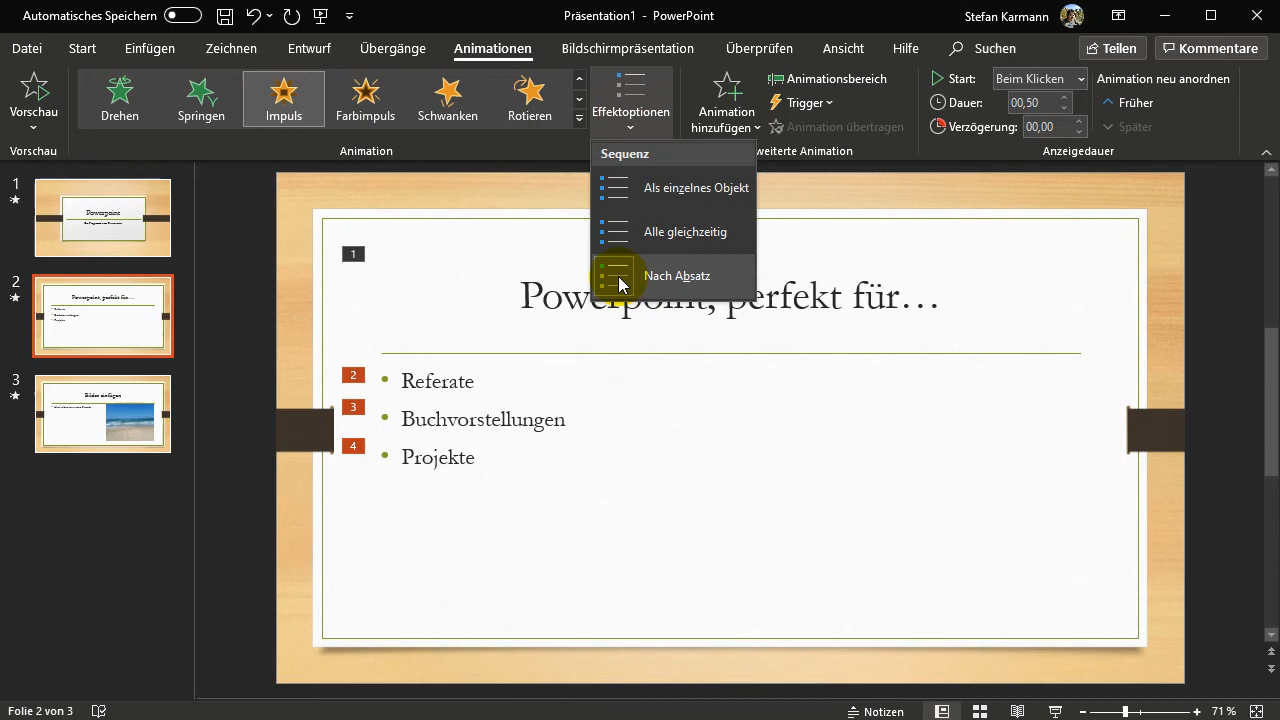 Automatisches Speichern
Präsentation1 - PowerPoint
Stefan Karmann
Datei Start Einfügen Zeichnen Entwurf Übergänge Animationen Bildschirmpräsentation Überprüfen Ansicht Hilfe Suchen Teilen Kommentare
Vorschau
Drehen Springen Impuls Farbimpuls Schwanken Rotieren
Effektoptionen
Animation
hinzufügen
Animationsbereich
Trigger
Animation übertragen
Start: Beim Klicken
Dauer: 00,50
Verzögerung: 00,00
Animation neu anordnen
Früher
Später
Vorschau Animation weiterte Animation Anzeigedauer
Sequenz
Als einzelnes Objekt
Alle gleichzeitig
Nach Absatz
1
Powerpoint
2
Powerpoint, perfekt für...
Referate
Buchvorstellungen
Projekte
3
Bilder einfügen
1
Powerpoint, perfekt für…
2 • Referate
3 • Buchvorstellungen
4 • Projekte
Folie 2 von 3
Notizen
71 %